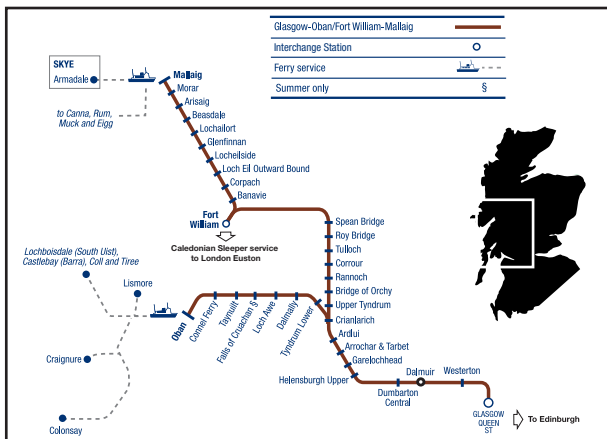 Glasgow-Oban/Fort William-Mallaig
Interchange Station
Ferry service
Summer only §
SKYE
Armadale
Mallaig
Morar
Arisaig
Beasdale
Lochailort
Glenfinnan
Locheilside
Loch Eil Outward Bound
Corpach
Banavie
to Canna, Rum,
Muck and Eigg
Fort
William
Caledonian Sleeper service
to London Euston
Spean Bridge
Roy Bridge
Tulloch
Corrour
Rannoch
Bridge of Orchy
Upper Tyndrum
Crianlarich
Ardlui
Arrochar & Tarbet
Garelochhead
Helensburgh Upper
Lochboisdale (South Uist),
Castlebay (Barra), Coll and Tiree
Lismore
Oban
Connel Ferry
Taynuilt
Falls of Cruachan §
Loch Awe
Dalmally
Tyndrum Lower
Craignure
Colonsay
Dumbarton
Central
Dalmuir
Westerton
GLASGOW
QUEEN
ST
To Edinburgh